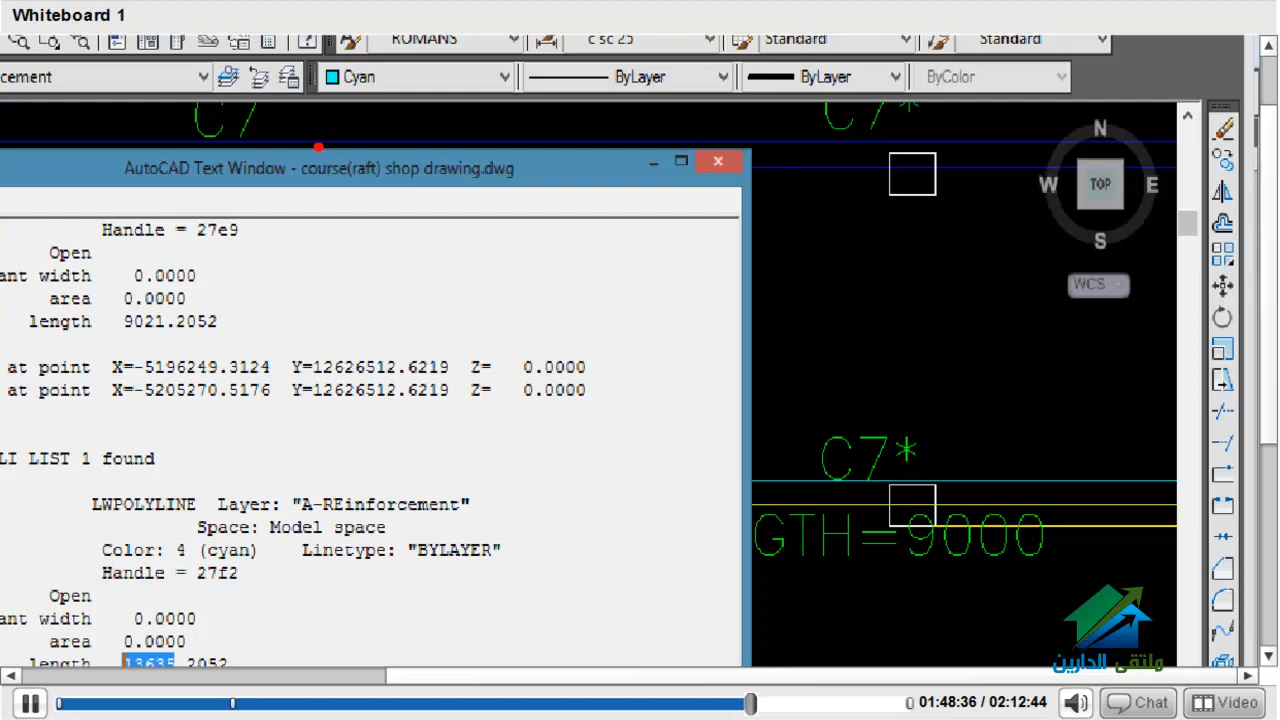 Whiteboard 1
ROMANS
c sc 25
Standard
Standard
cement
Cyan
ByLayer
ByLayer
ByColor
C7
C7*
AutoCAD Text Window - course(raft) shop drawing.dwg
N
W
TOP
E
S
WCS
Handle = 27e9
Open
ant width 0.0000
area 0.0000
length 9021.2052
at point X=-5196249.3124 Y=12626512.6219 Z= 0.0000
at point X=-5205270.5176 Y=12626512.6219 Z= 0.0000
LI LIST 1 found
LWPOLYLINE Layer: "A-REinforcement"
Space: Model space
Color: 4 (cyan) Linetype: "BYLAYER"
Handle = 27f2
Open
ant width 0.0000
area 0.0000
length 13635.2052
C7*
GTH=9000
ملتقى الدارين
01:48:36 / 02:12:44
Chat
Video